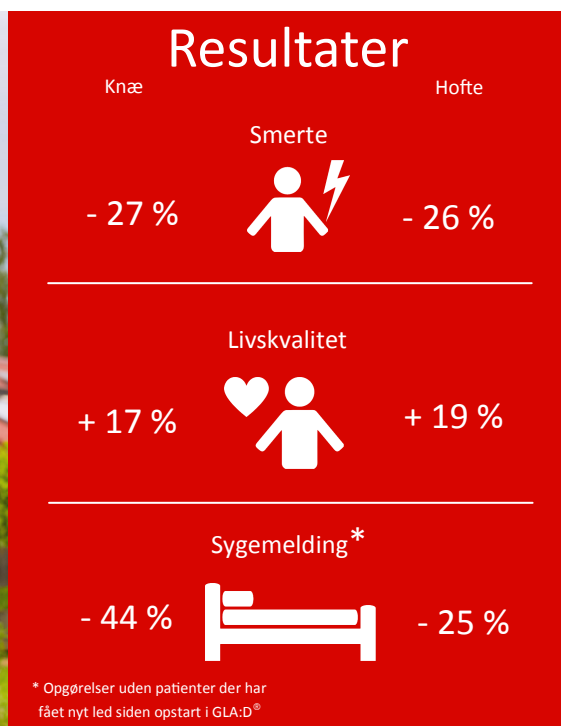 Resultater
Knæ Hofte
Smerte
- 27 % - 26 %
Livskvalitet
+ 17 % + 19 %
Sygemelding*
- 44 % - 25 %
* Opgørelser uden patienter der har
fået nyt led siden opstart i GLA:D®